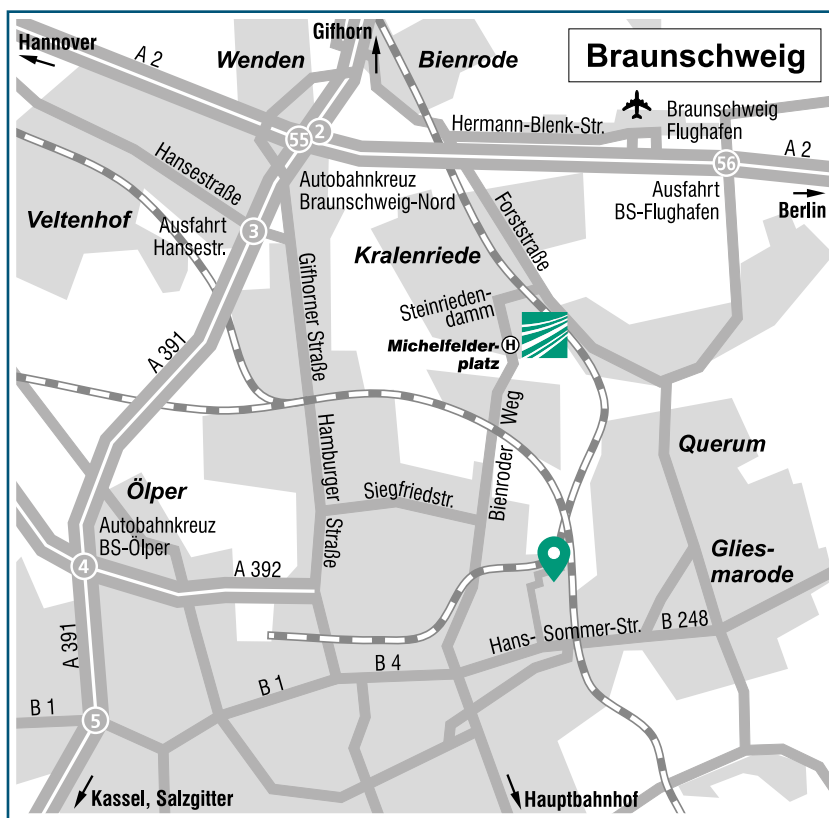 Hannover
A 2
Gifhorn
Wenden
Bienrode
Braunschweig
Hermann-Blenk-Str.
Braunschweig
Flughafen
55
2
56
A 2
Hansestraße
Autobahnkreuz
Braunschweig-Nord
Ausfahrt
BS-Flughafen
Berlin
Veltenhof
Ausfahrt
Hansestr.
3
Forststraße
Kralenriede
Gifhorner Straße
Steinrieden-
damm
Michelfelder-
platz
H
A 391
Bienroder Weg
Hamburger Straße
Querum
Ölper
Siegfriedstr.
Autobahnkreuz
BS-Ölper
4
A 392
Glies-
marode
A 391
Hans- Sommer-Str.
B 248
B 4
B 1
B 1
5
Kassel, Salzgitter
Hauptbahnhof